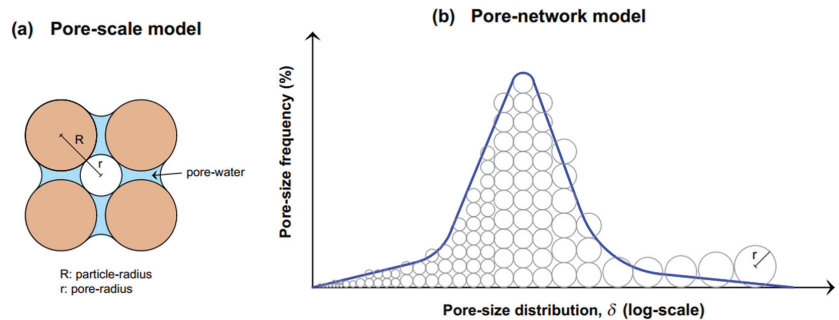 (a) Pore-scale model
R
r
pore-water
R: particle-radius
r: pore-radius
(b) Pore-network model
Pore-size frequency (%)
r
Pore-size distribution, δ (log-scale)